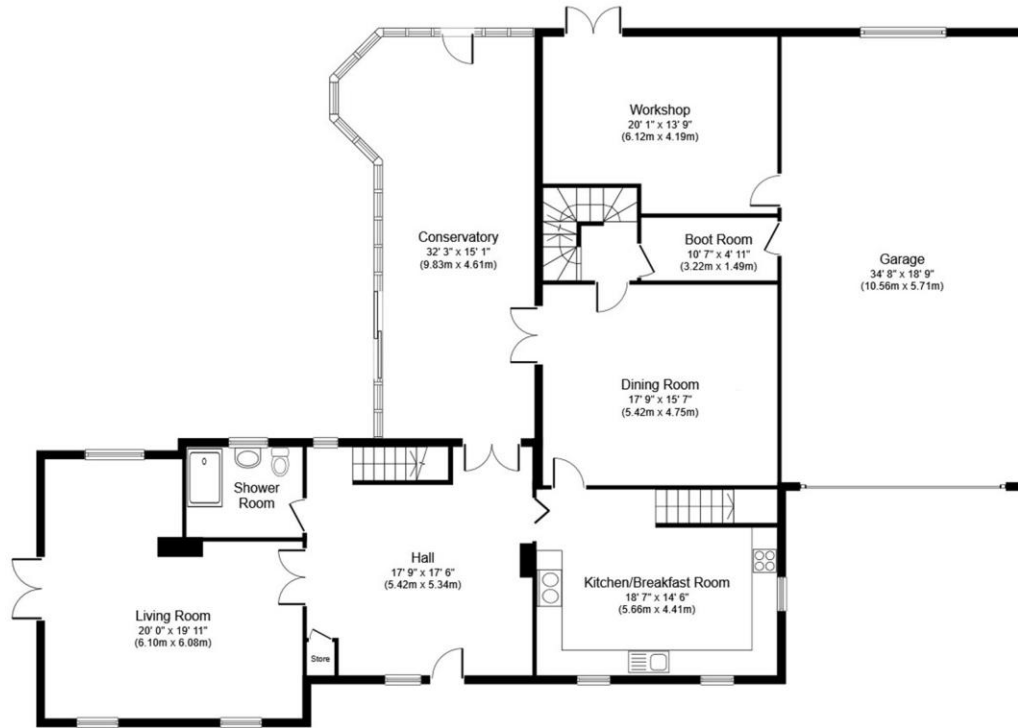 Workshop
20' 1" x 13' 9"
(6.12m x 4.19m)
Conservatory
32' 3" x 15' 1"
(9.83m x 4.61m)
Boot Room
10' 7" x 4' 11"
(3.22m x 1.49m)
Garage
34' 8" x 18' 9"
(10.56m x 5.71m)
Dining Room
17' 9" x 15' 7"
(5.42m x 4.75m)
Shower
Room
Hall
17' 9" x 17' 6"
(5.42m x 5.34m)
Kitchen/Breakfast Room
18' 7" x 14' 6"
(5.66m x 4.41m)
Living Room
20' 0" x 19' 11"
(6.10m x 6.08m)
Store